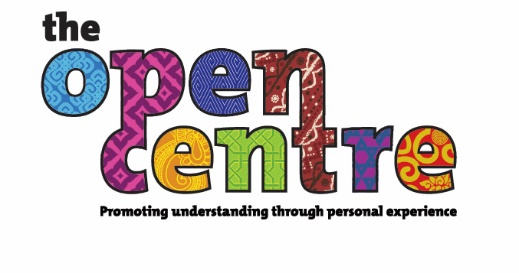 the
open
centre
Promoting understanding through personal experience